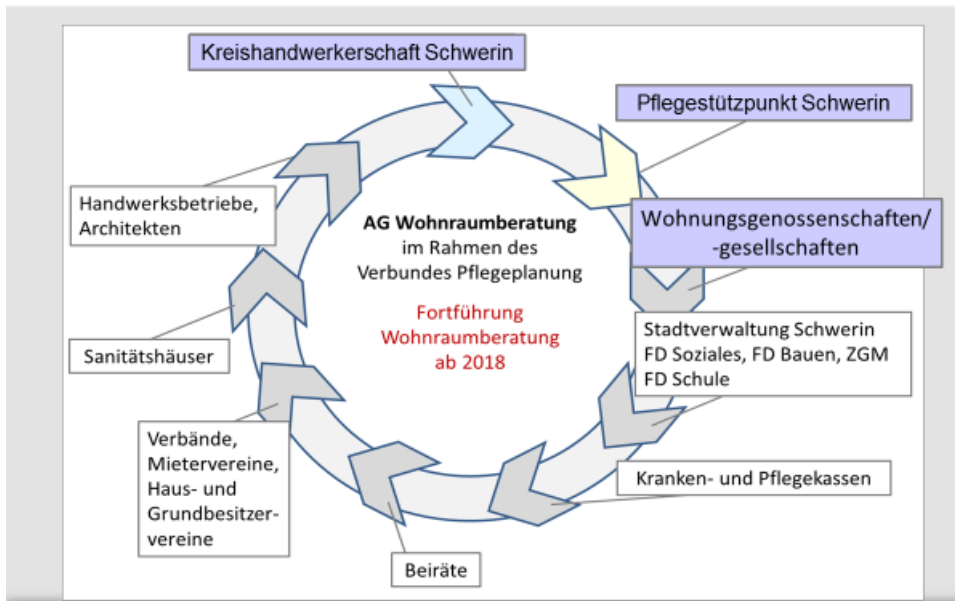 Kreishandwerkerschaft Schwerin
Pflegestützpunkt Schwerin
Wohnungsgenossenschaften/
-gesellschaften
Stadtverwaltung Schwerin
FD Soziales, FD Bauen, ZGM
FD Schule
Kranken- und Pflegekassen
Beiräte
Verbände,
Mietervereine,
Haus- und
Grundbesitzer-
vereine
Sanitätshäuser
Handwerksbetriebe,
Architekten
AG Wohnraumberatung
im Rahmen des
Verbundes Pflegeplanung
Fortführung
Wohnraumberatung
ab 2018